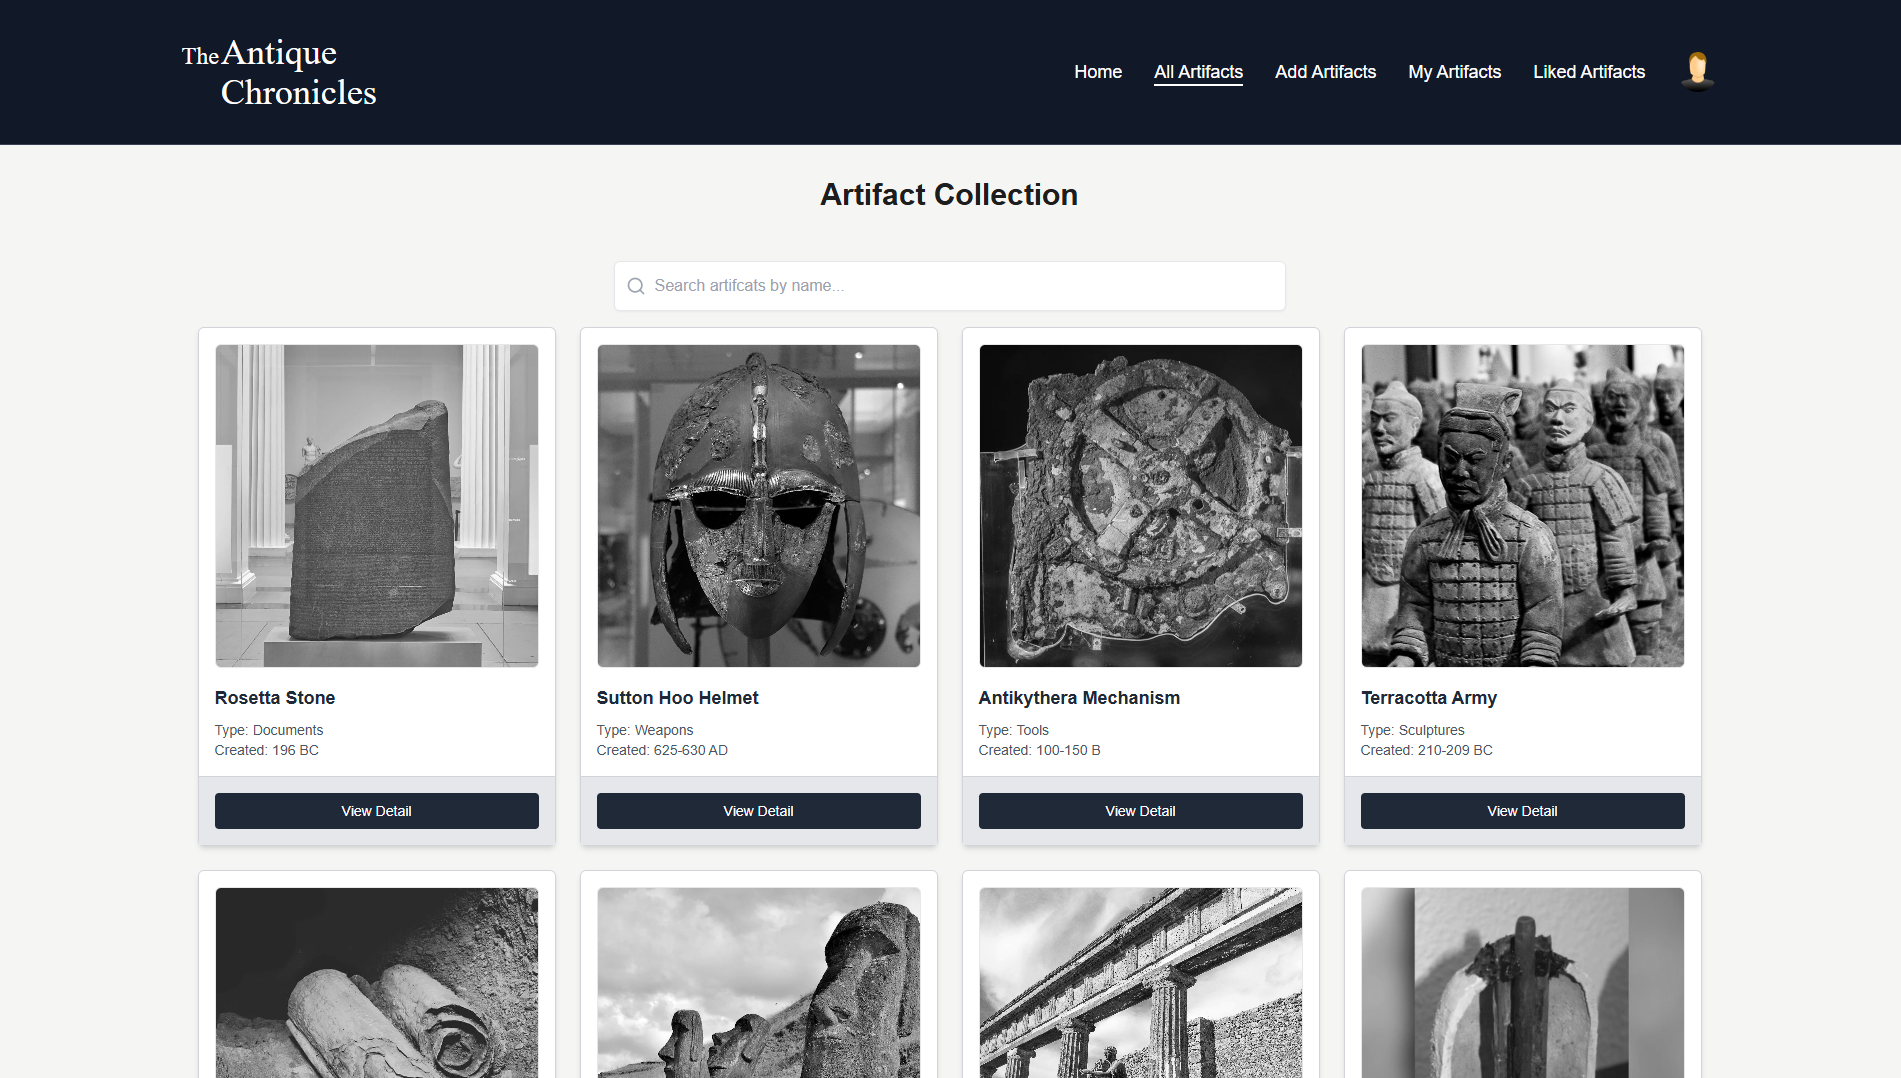 The Antique
Chronicles
Home
All Artifacts
Add Artifacts
My Artifacts
Liked Artifacts
Artifact Collection
Search artifcats by name...
Rosetta Stone
Type: Documents
Created: 196 BC
View Detail
Sutton Hoo Helmet
Type: Weapons
Created: 625-630 AD
View Detail
Antikythera Mechanism
Type: Tools
Created: 100-150 B
View Detail
Terracotta Army
Type: Sculptures
Created: 210-209 BC
View Detail